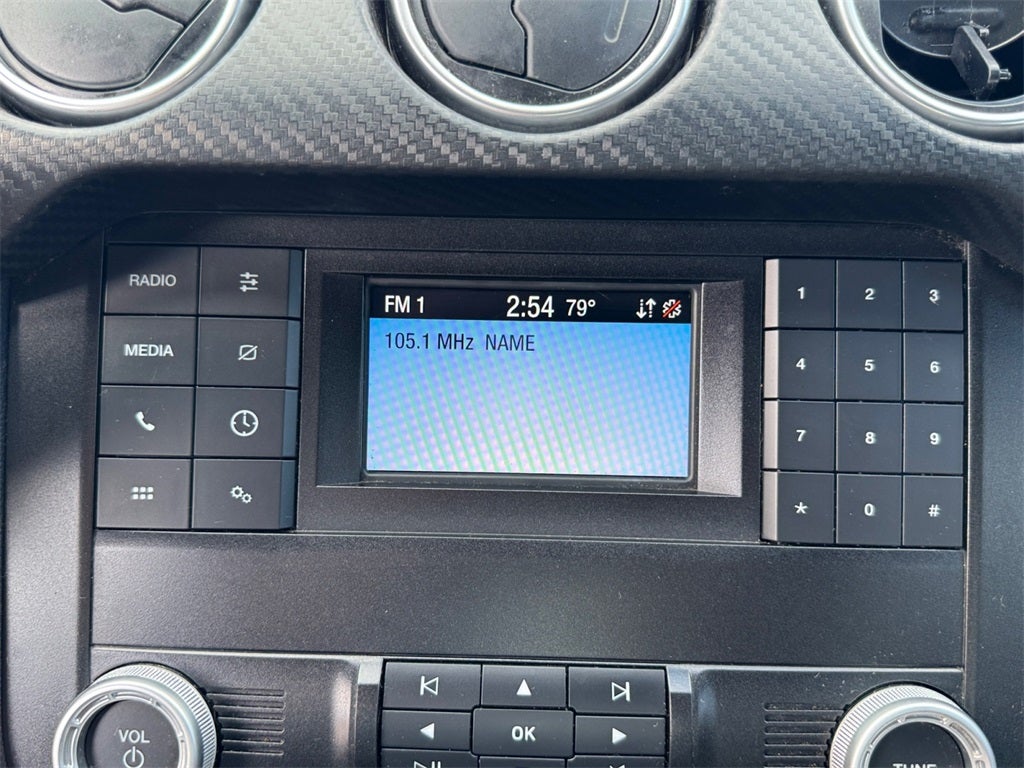 RADIO
MEDIA
FM 1 2:54 79°
105.1 MHz NAME
1 2 3
4 5 6
7 8 9
* 0 #
VOL
OK
TUNE